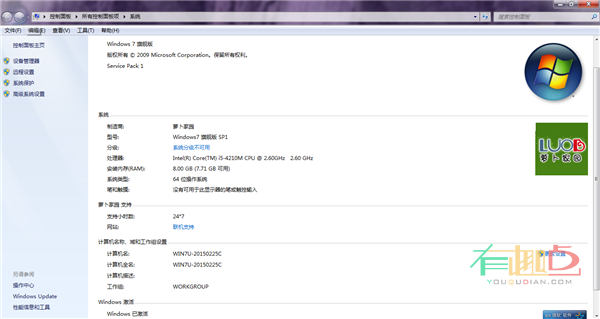 控制面板 ▸ 所有控制面板项 ▸ 系统
搜索控制面板
文件(F) 编辑(E) 查看(V) 工具(T) 帮助(H)
控制面板主页
设备管理器
远程设置
系统保护
高级系统设置
Windows 7 旗舰版
版权所有 © 2009 Microsoft Corporation。保留所有权利。
Service Pack 1
系统
制造商: 萝卜家园
型号: Windows7 旗舰版 SP1
分级: 系统分级不可用
处理器: Intel(R) Core(TM) i5-4210M CPU @ 2.60GHz 2.60 GHz
安装内存(RAM): 8.00 GB (7.71 GB 可用)
系统类型: 64 位操作系统
笔和触摸: 没有可用于此显示器的笔或触控输入
LUOB
萝卜家园
萝卜家园 支持
支持小时数: 24*7
网站: 联机支持
计算机名称、域和工作组设置
计算机名: WIN7U-20150225C
更改设置
计算机全名: WIN7U-20150225C
计算机描述:
工作组: WORKGROUP
有趣点
YOUQUDIAN.COM
Windows 激活
Windows 已激活
另请参阅
操作中心
Windows Update
性能信息和工具